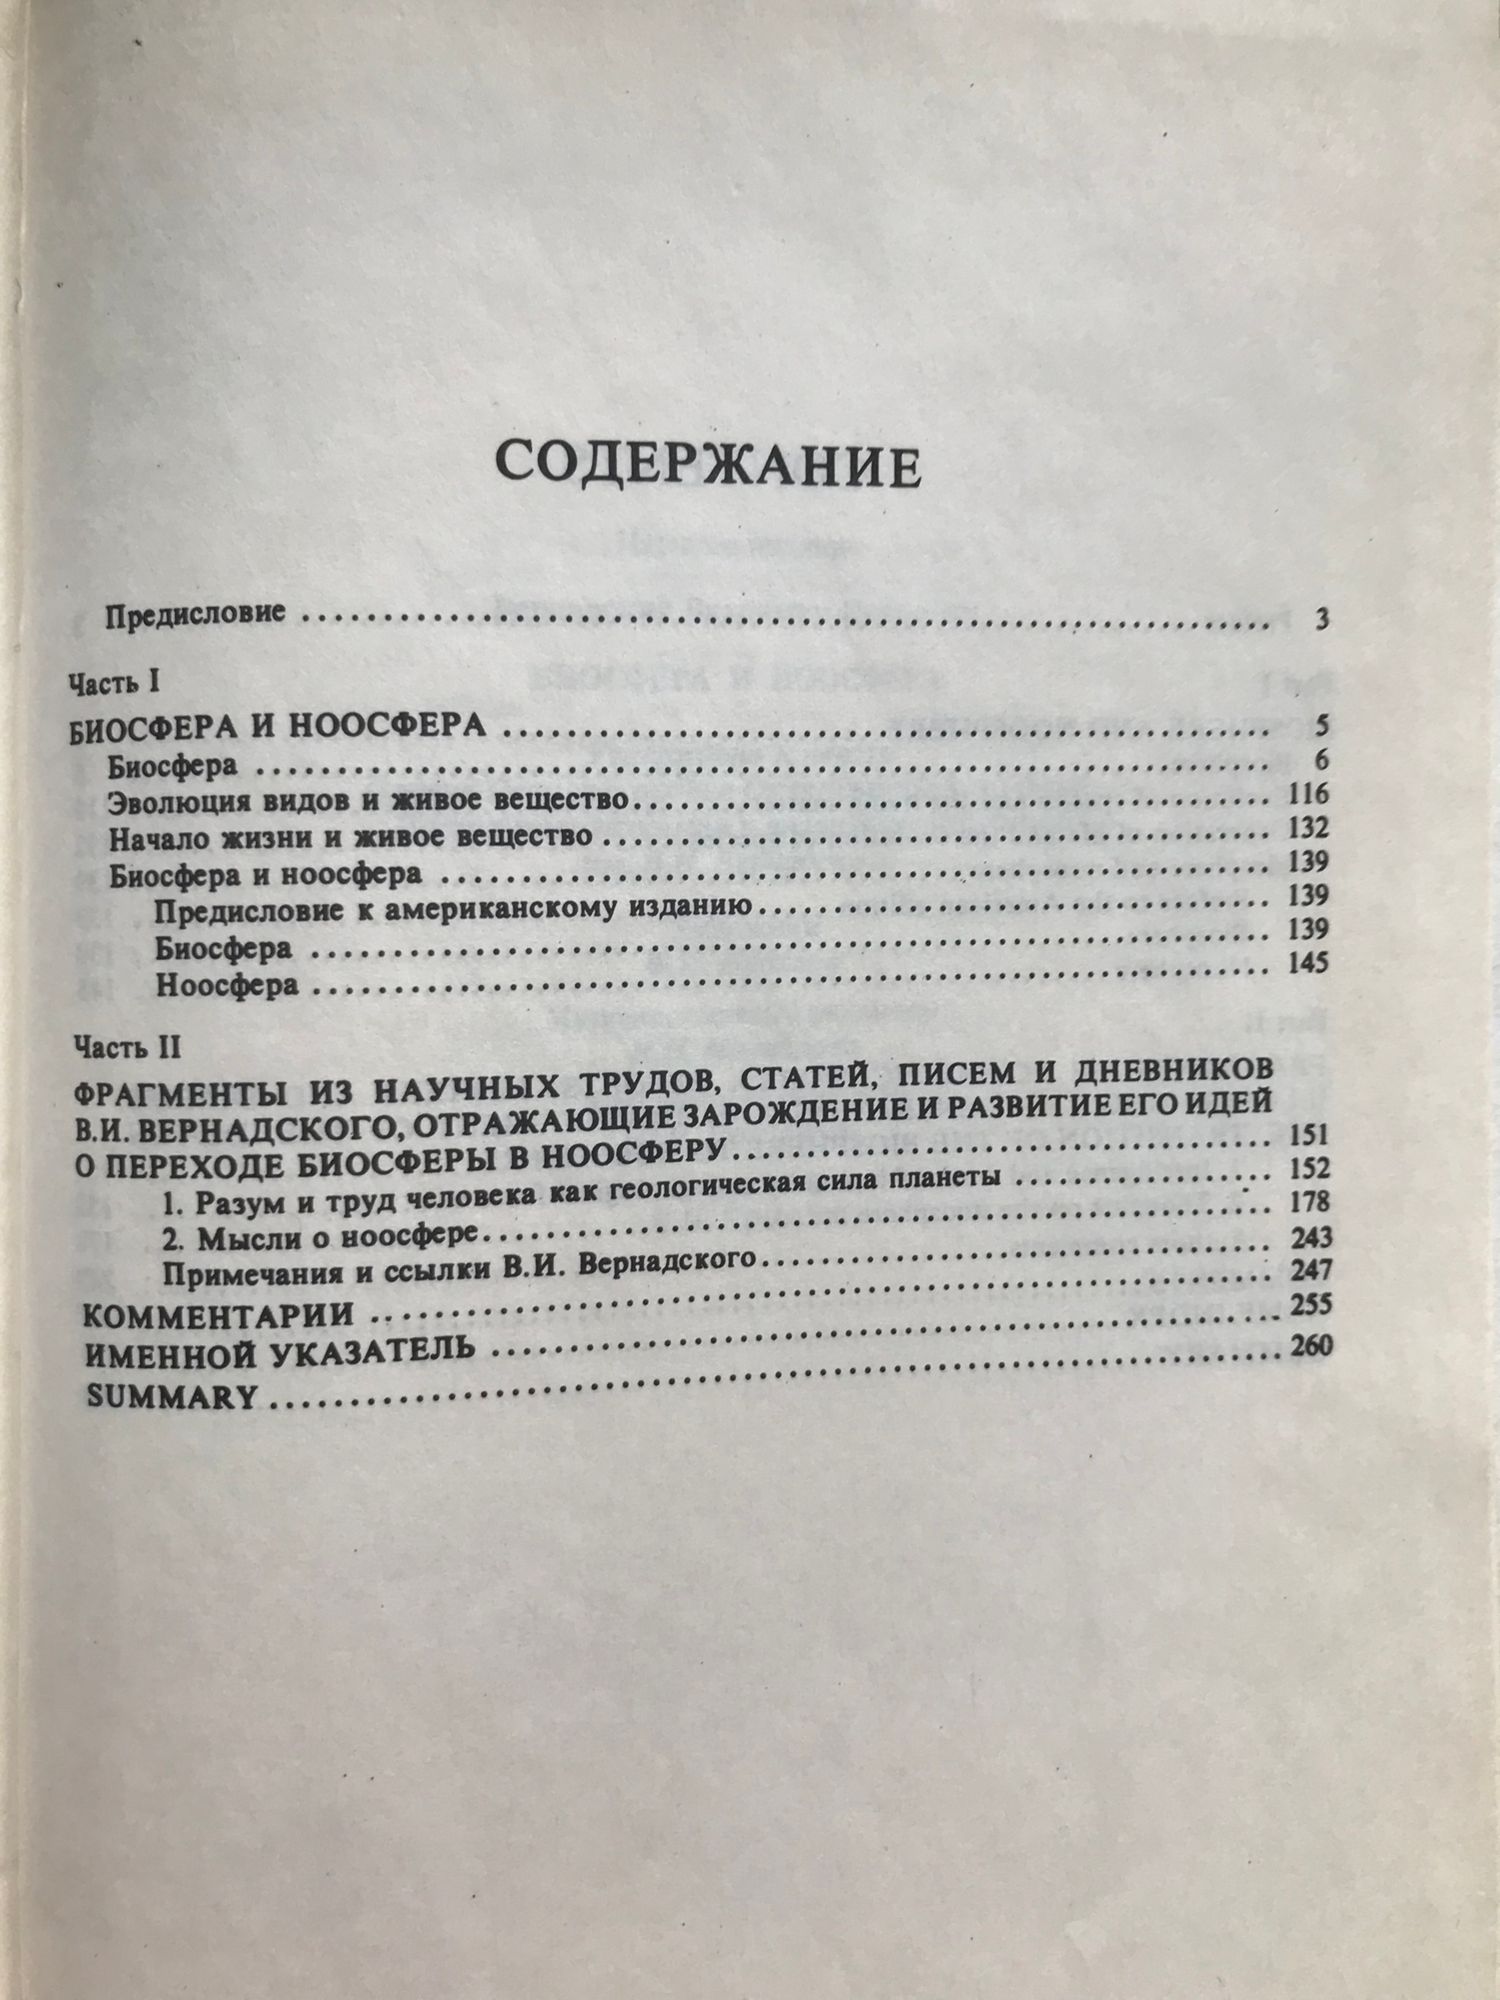 СОДЕРЖАНИЕ
Предисловие ........ 3
Часть I
БИОСФЕРА И НООСФЕРА ........ 5
Биосфера ........ 6
Эволюция видов и живое вещество ........ 116
Начало жизни и живое вещество ........ 132
Биосфера и ноосфера ........ 139
Предисловие к американскому изданию ........ 139
Биосфера ........ 139
Ноосфера ........ 145
Часть II
ФРАГМЕНТЫ ИЗ НАУЧНЫХ ТРУДОВ, СТАТЕЙ, ПИСЕМ И ДНЕВНИКОВ
В.И. ВЕРНАДСКОГО, ОТРАЖАЮЩИЕ ЗАРОЖДЕНИЕ И РАЗВИТИЕ ЕГО ИДЕЙ
О ПЕРЕХОДЕ БИОСФЕРЫ В НООСФЕРУ ........ 151
1. Разум и труд человека как геологическая сила планеты ........ 152
2. Мысли о ноосфере ........ 178
Примечания и ссылки В.И. Вернадского ........ 243
КОММЕНТАРИИ ........ 247
ИМЕННОЙ УКАЗАТЕЛЬ ........ 255
SUMMARY ........ 260